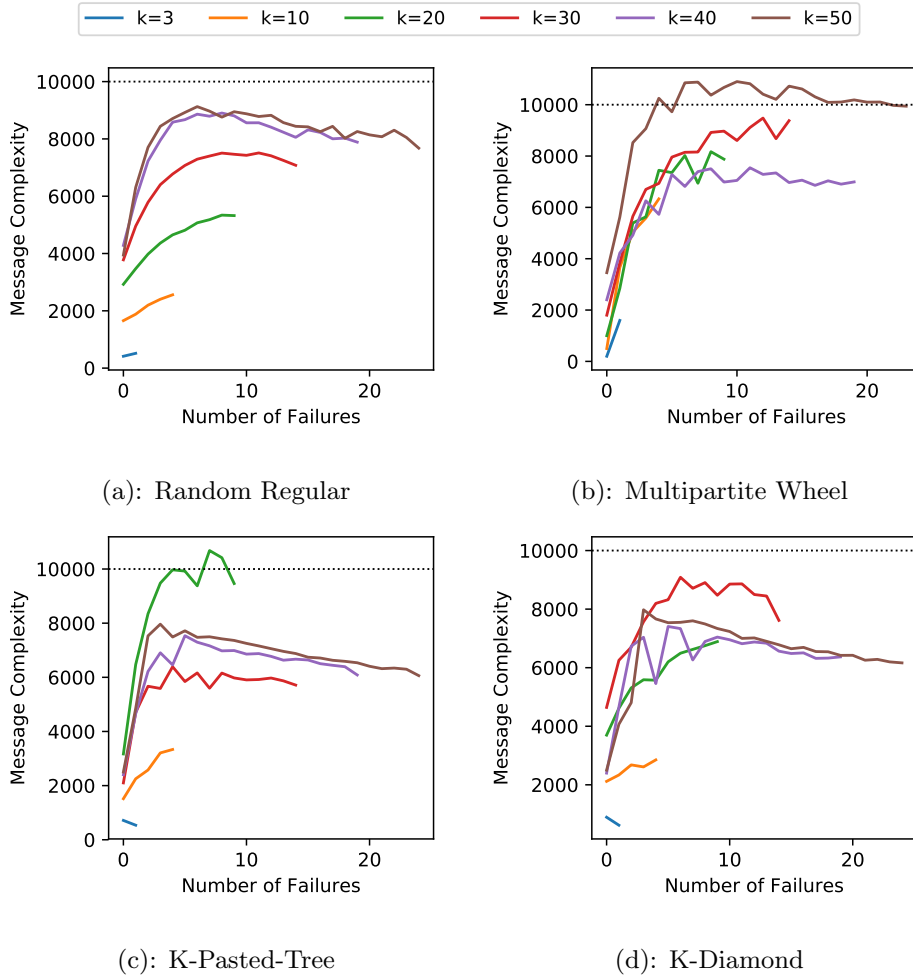 k=3 k=10 k=20 k=30 k=40 k=50
10000
8000
6000
4000
2000
0
Message Complexity
0 10 20
Number of Failures
(a): Random Regular
10000
8000
6000
4000
2000
0
Message Complexity
0 10 20
Number of Failures
(b): Multipartite Wheel
10000
8000
6000
4000
2000
0
Message Complexity
0 10 20
Number of Failures
(c): K-Pasted-Tree
10000
8000
6000
4000
2000
Message Complexity
0 10 20
Number of Failures
(d): K-Diamond